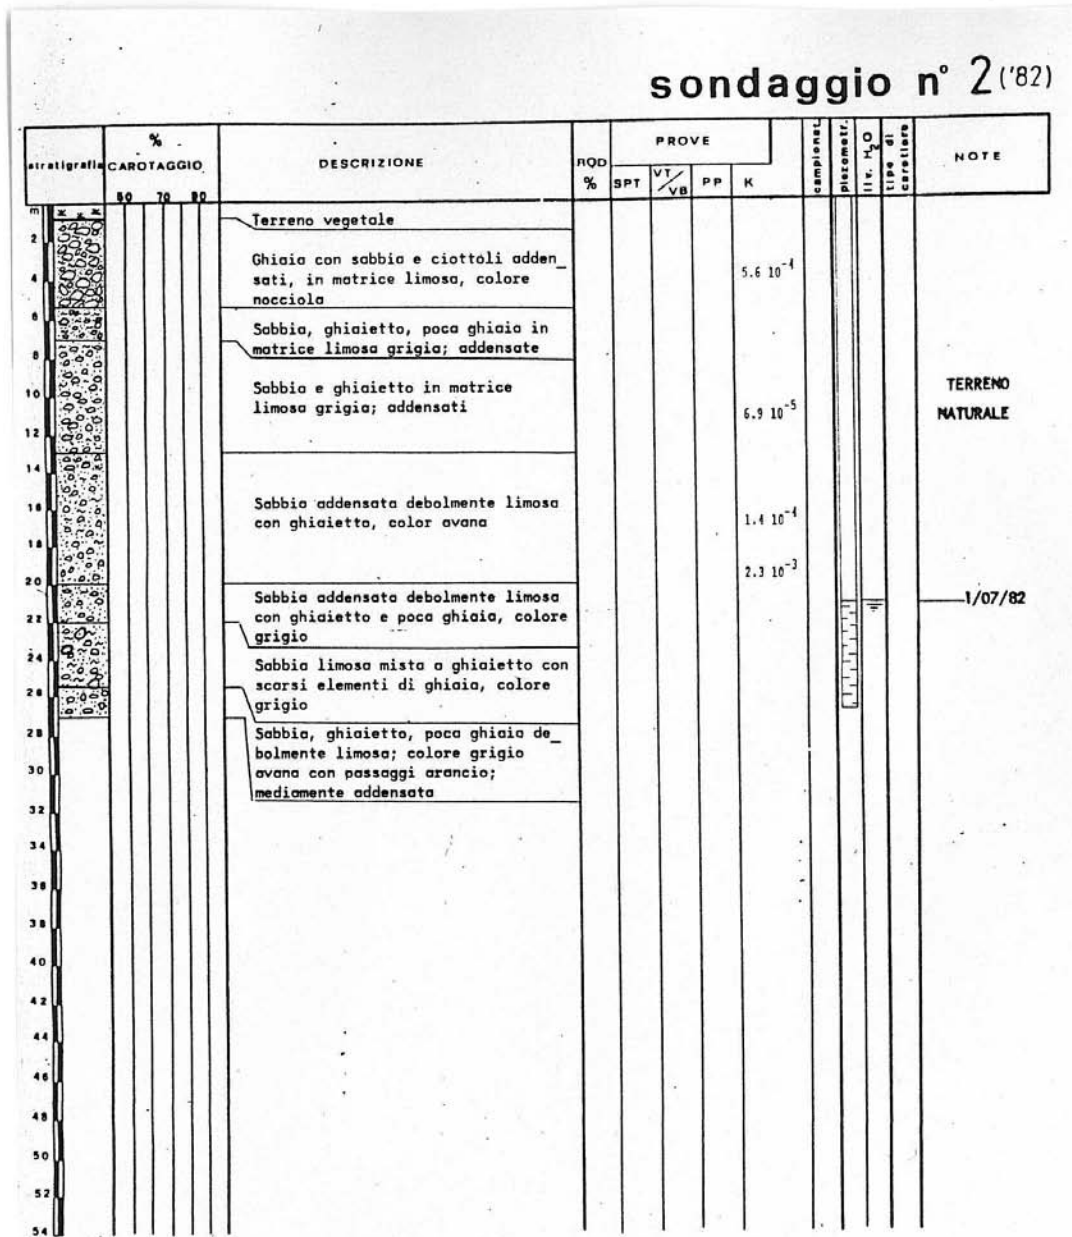 sondaggio n° 2 ('82)
stratigrafia
%
CAROTAGGIO
50 70 90
DESCRIZIONE
RQD
%
PROVE
SPT
VT/VB
PP
K
campionat.
piezometr.
liv. H2O
tipo di
carotiere
NOTE
m
Terreno vegetale
2
Ghiaia con sabbia e ciottoli adden_
sati, in matrice limosa, colore
nocciola
5.6 10-4
4
6
Sabbia, ghiaietto, poca ghiaia in
matrice limosa grigia; addensate
8
Sabbia e ghiaietto in matrice
limosa grigia; addensati
6.9 10-5
TERRENO
NATURALE
10
12
14
16
Sabbia addensata debolmente limosa
con ghiaietto, color avana
1.4 10-4
18
2.3 10-3
20
Sabbia addensata debolmente limosa
con ghiaietto e poca ghiaia, colore
grigio
1/07/82
22
24
Sabbia limosa mista a ghiaietto con
scarsi elementi di ghiaia, colore
grigio
26
28
Sabbia, ghiaietto, poca ghiaia de_
bolmente limosa; colore grigio
avana con passaggi arancio;
mediamente addensata
30
32
34
36
38
40
42
44
46
48
50
52
54